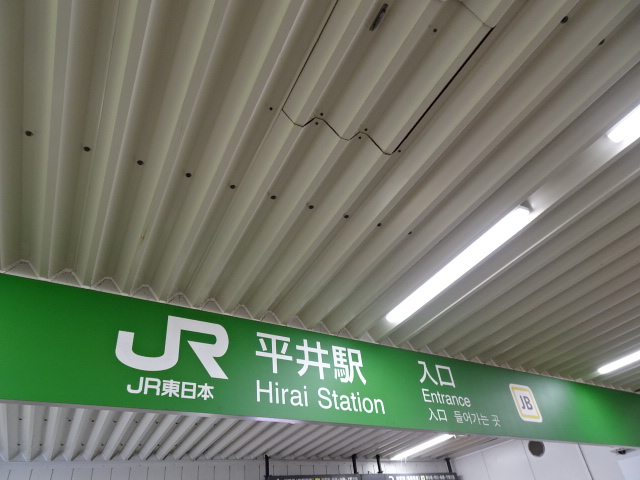 JR
JR東日本
平井駅
Hirai Station
入口
Entrance
入口 들어가는 곳
JB